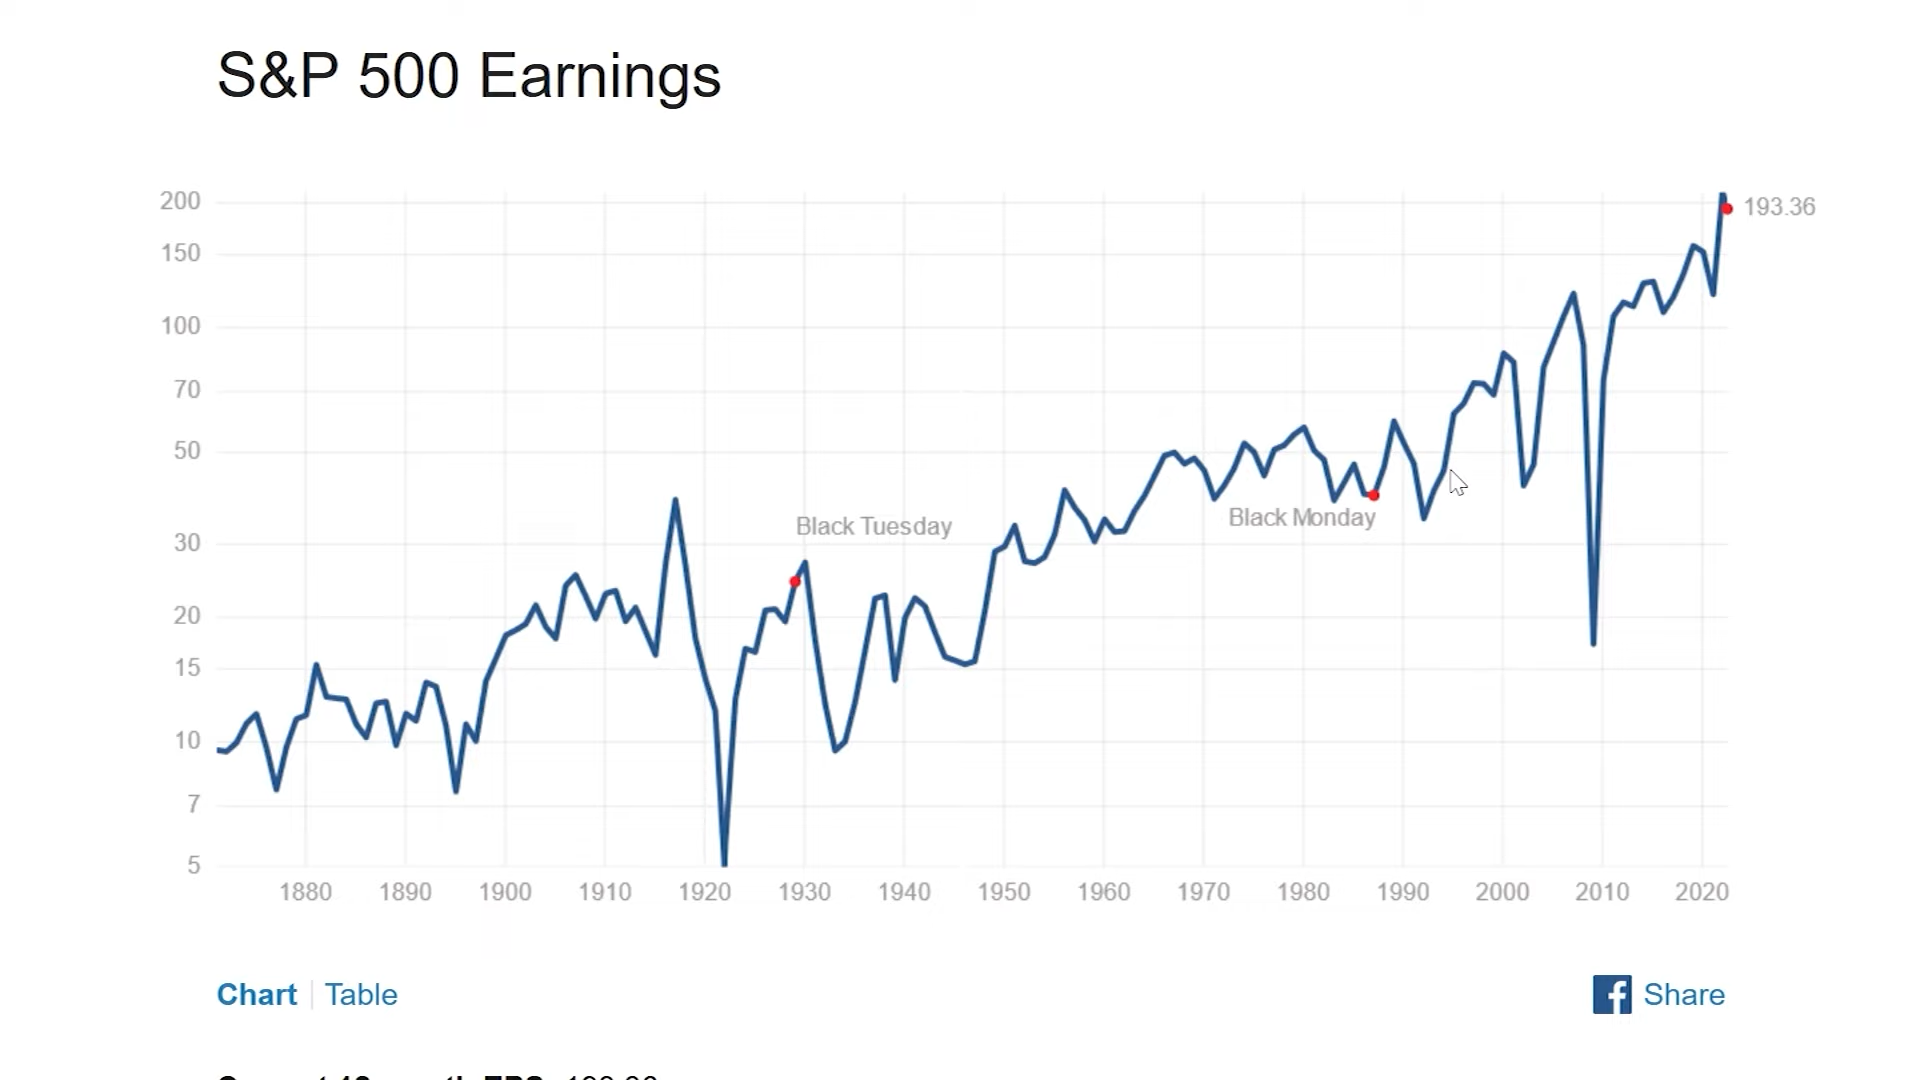 S&P 500 Earnings
200
193.36
150
100
70
50
Black Monday
Black Tuesday
30
20
15
10
7
5
1880 1890 1900 1910 1920 1930 1940 1950 1960 1970 1980 1990 2000 2010 2020
Chart Table
Share